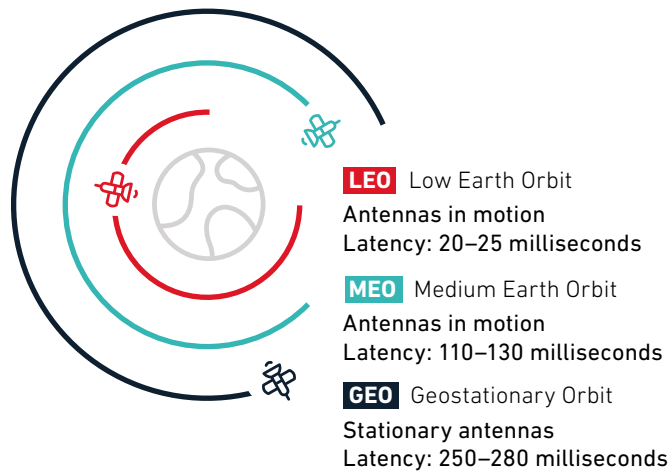 LEO Low Earth Orbit
Antennas in motion
Latency: 20–25 milliseconds
MEO Medium Earth Orbit
Antennas in motion
Latency: 110–130 milliseconds
GEO Geostationary Orbit
Stationary antennas
Latency: 250–280 milliseconds